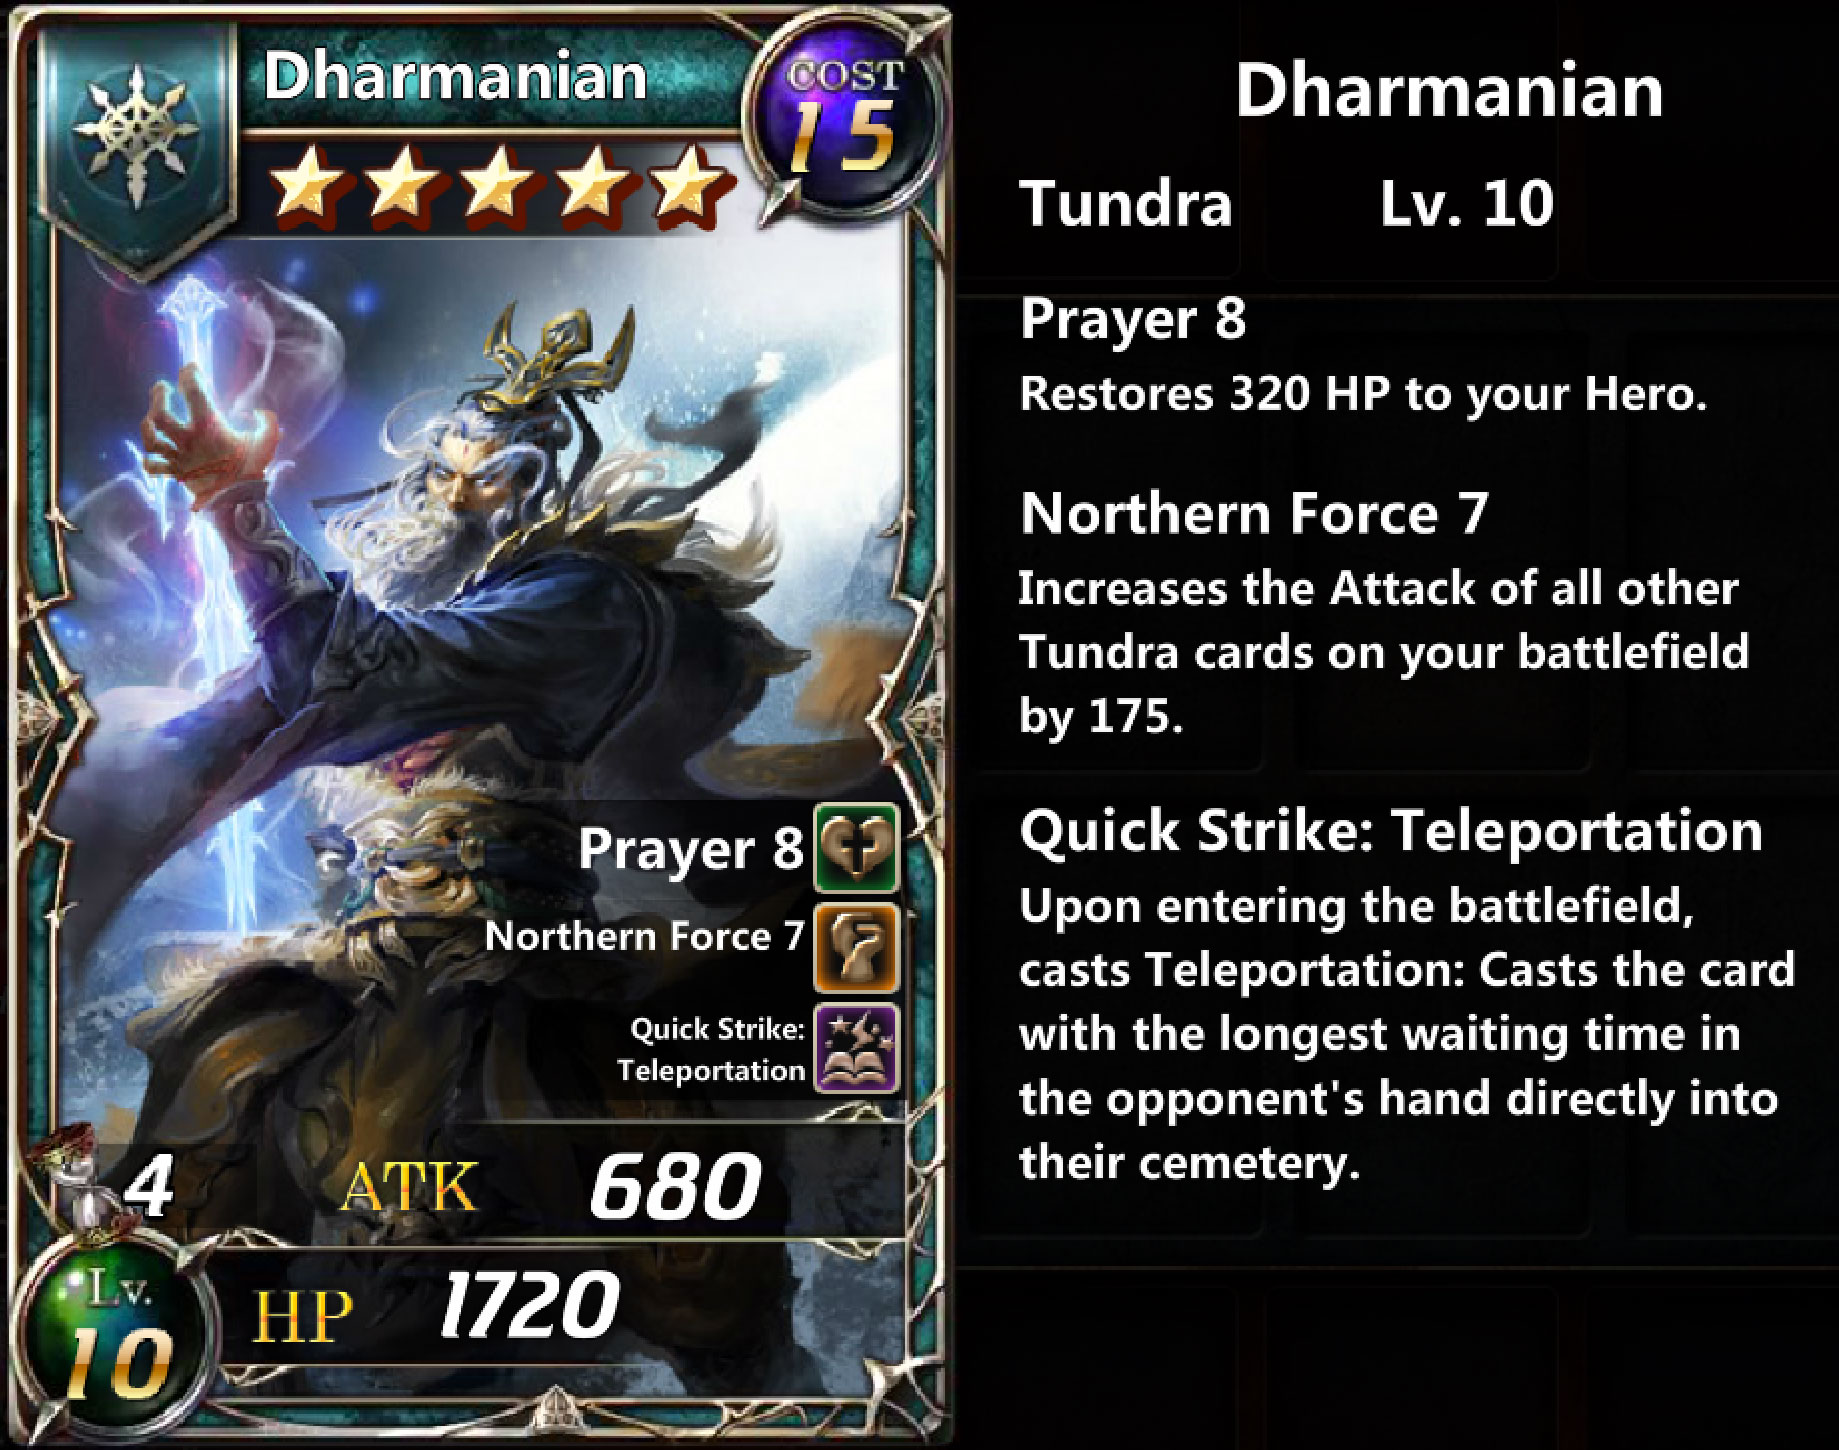 Dharmanian
COST
15
Prayer 8
Northern Force 7
Quick Strike:
Teleportation
4 ATK 680
Lv.
10
HP 1720
Dharmanian
Tundra Lv. 10
Prayer 8
Restores 320 HP to your Hero.
Northern Force 7
Increases the Attack of all other
Tundra cards on your battlefield
by 175.
Quick Strike: Teleportation
Upon entering the battlefield,
casts Teleportation: Casts the card
with the longest waiting time in
the opponent's hand directly into
their cemetery.